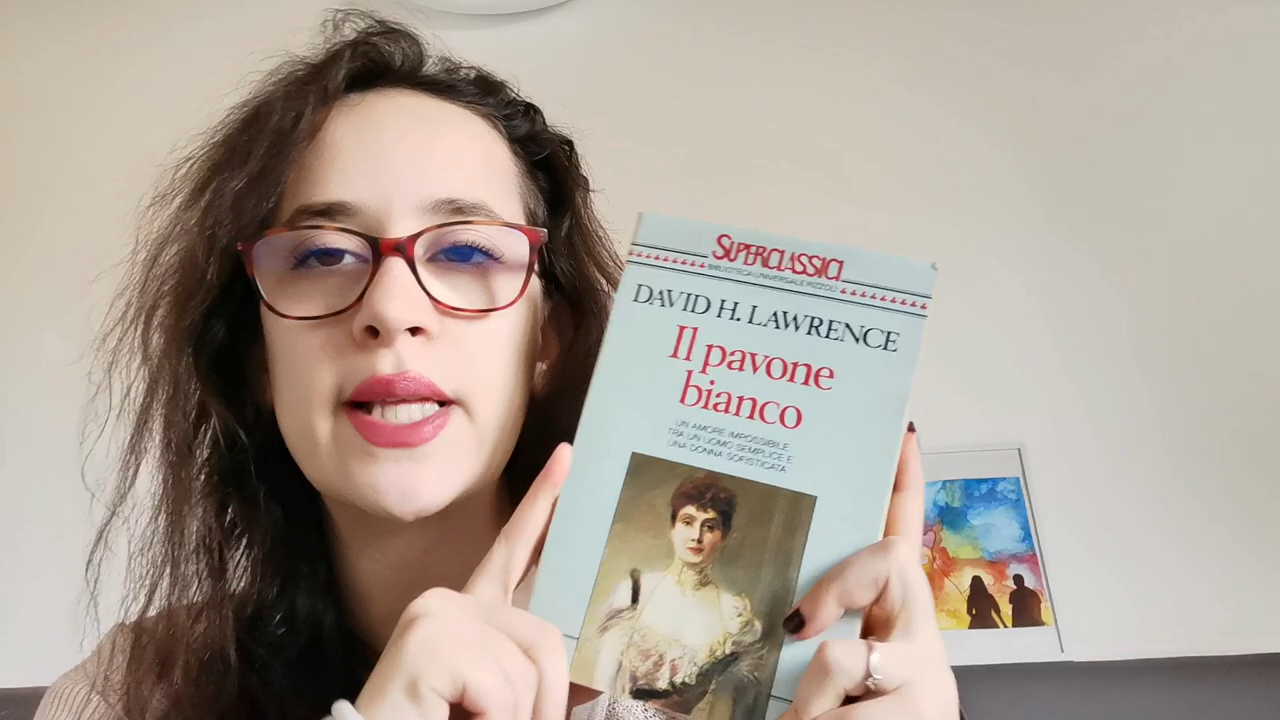 SUPERCLASSICI
BIBLIOTECA UNIVERSALE RIZZOLI
DAVID H. LAWRENCE
Il pavone
bianco
UN AMORE IMPOSSIBILE
TRA UN UOMO SEMPLICE E
UNA DONNA SOFISTICATA